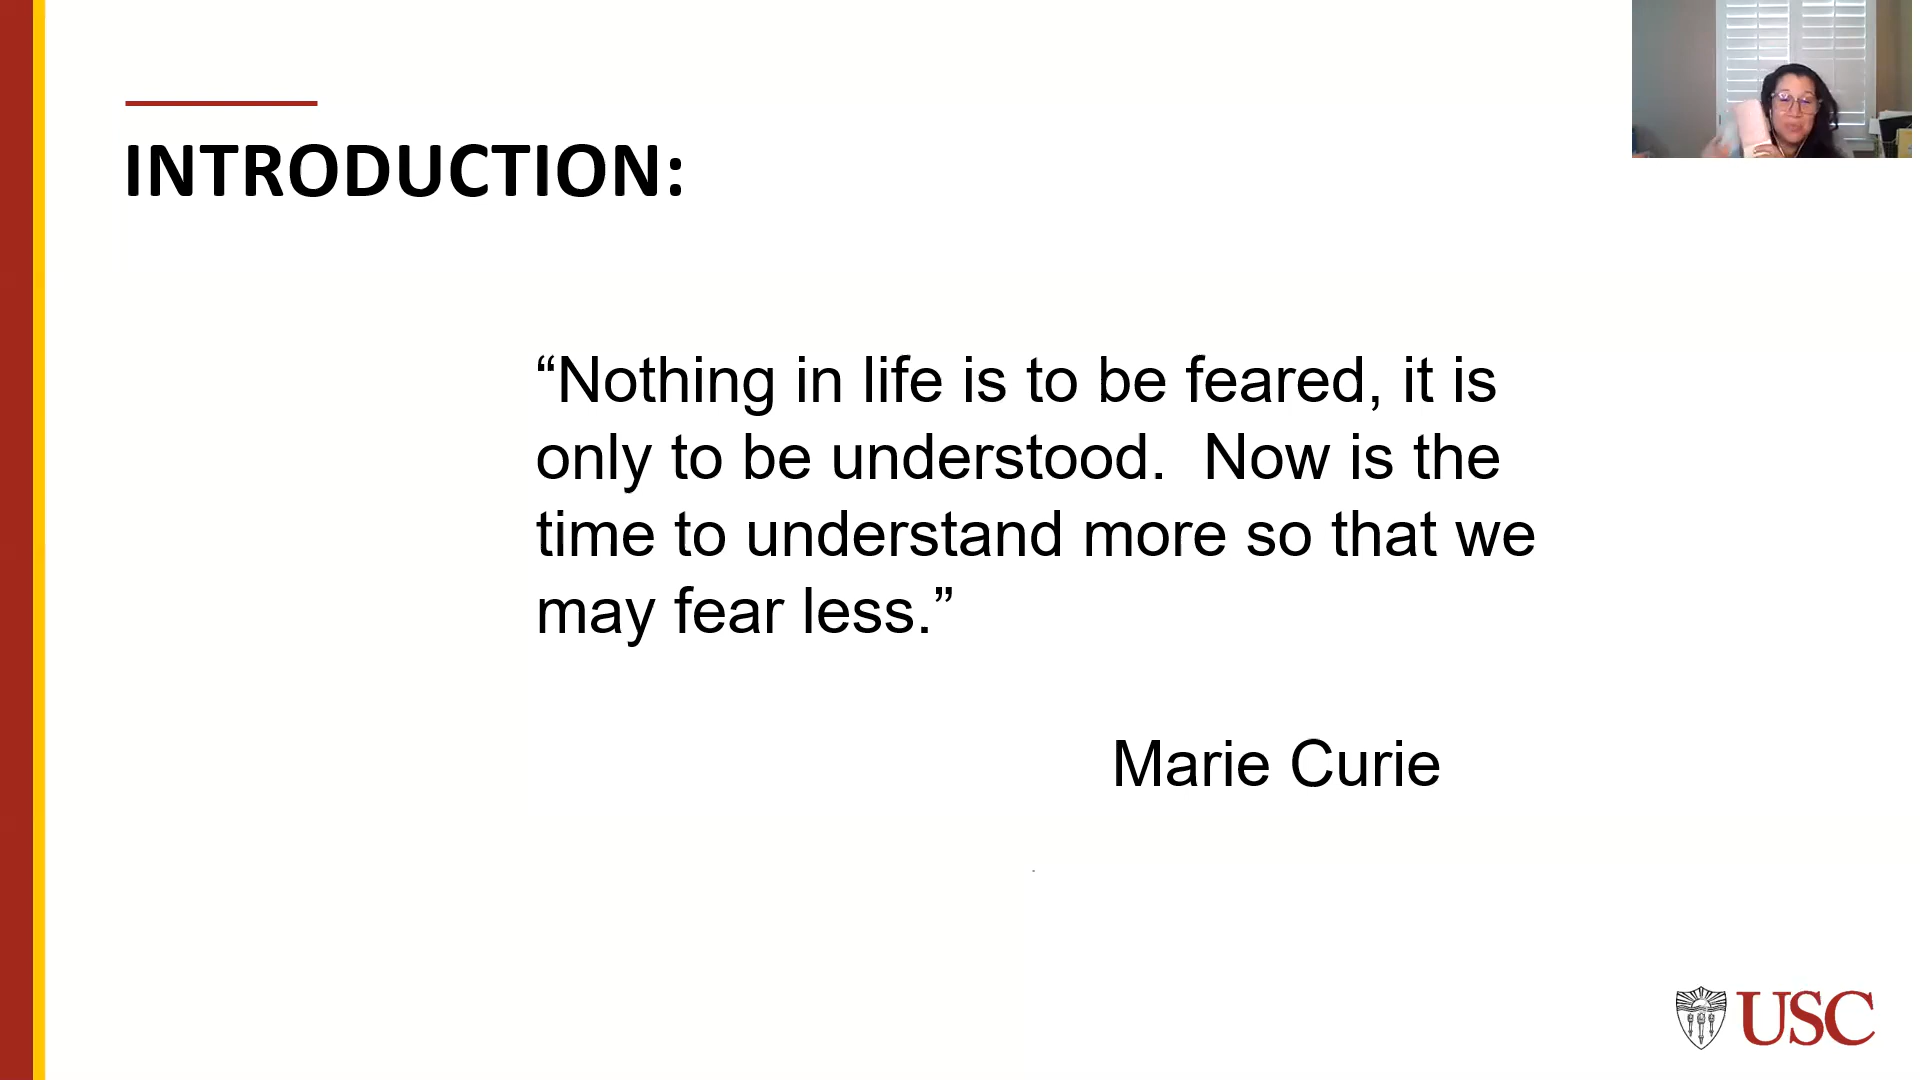 INTRODUCTION:
“Nothing in life is to be feared, it is
only to be understood.  Now is the
time to understand more so that we
may fear less.”
Marie Curie
USC